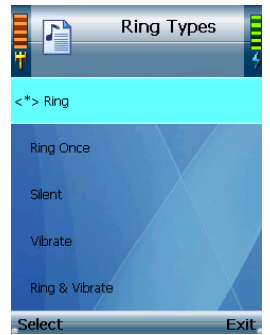 Ring Types
<*> Ring
Ring Once
Silent
Vibrate
Ring & Vibrate
Select Exit